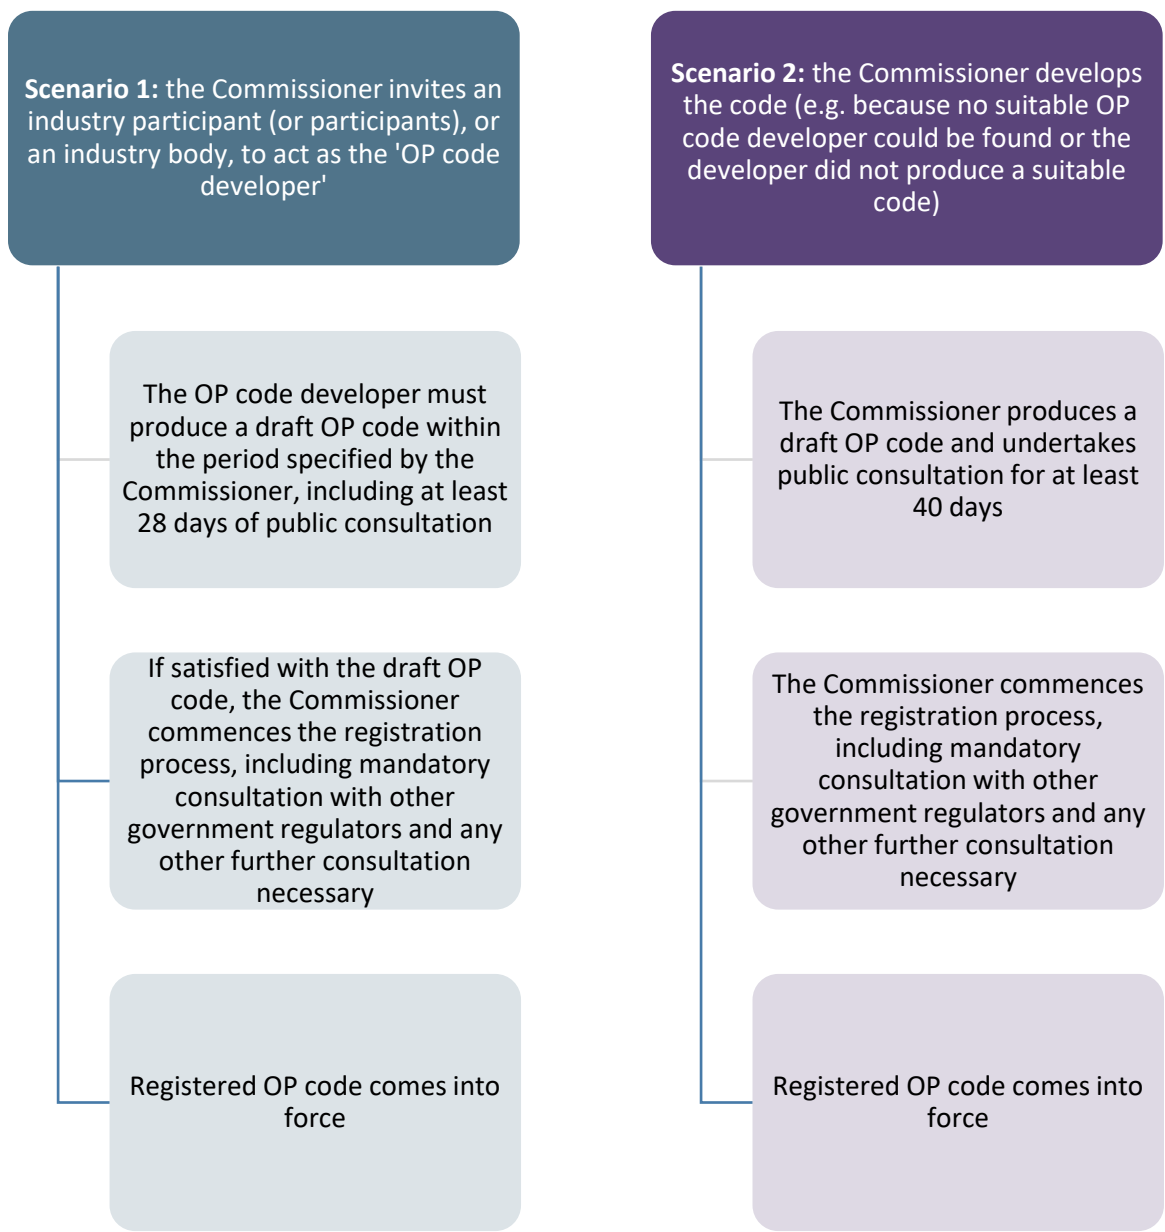 Scenario 1: the Commissioner invites an
industry participant (or participants), or
an industry body, to act as the 'OP code
developer'
The OP code developer must
produce a draft OP code within
the period specified by the
Commissioner, including at least
28 days of public consultation
If satisfied with the draft OP
code, the Commissioner
commences the registration
process, including mandatory
consultation with other
government regulators and any
other further consultation
necessary
Registered OP code comes into
force
Scenario 2: the Commissioner develops
the code (e.g. because no suitable OP
code developer could be found or the
developer did not produce a suitable
code)
The Commissioner produces a
draft OP code and undertakes
public consultation for at least
40 days
The Commissioner commences
the registration process,
including mandatory
consultation with other
government regulators and any
other further consultation
necessary
Registered OP code comes into
force